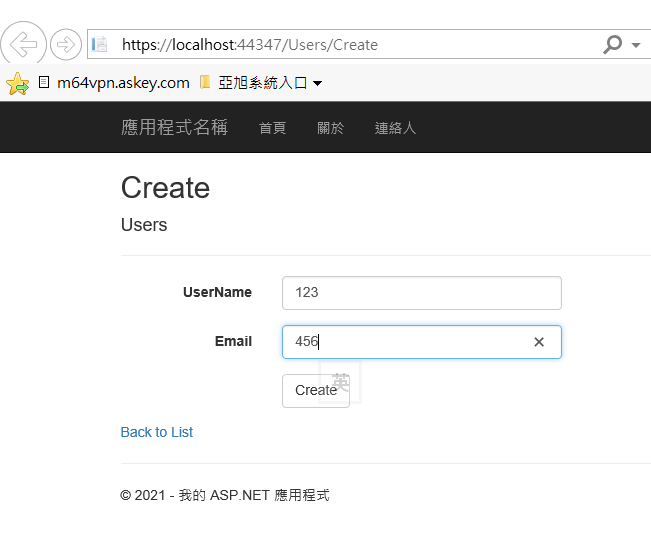 https://localhost:44347/Users/Create
m64vpn.askey.com 亞旭系統入口
應用程式名稱 首頁 關於 連絡人
Create
Users
UserName 123
Email 456
Create
英
Back to List
© 2021 - 我的 ASP.NET 應用程式